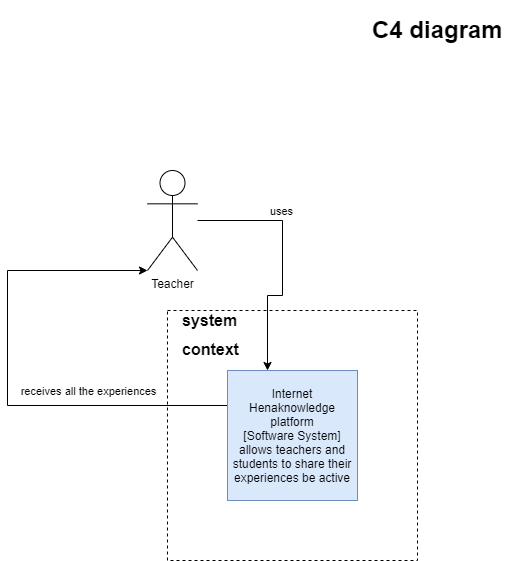 C4 diagram
uses
Teacher
system
context
receives all the experiences
Internet
Henaknowledge
platform
[Software System]
allows teachers and
students to share their
experiences be active